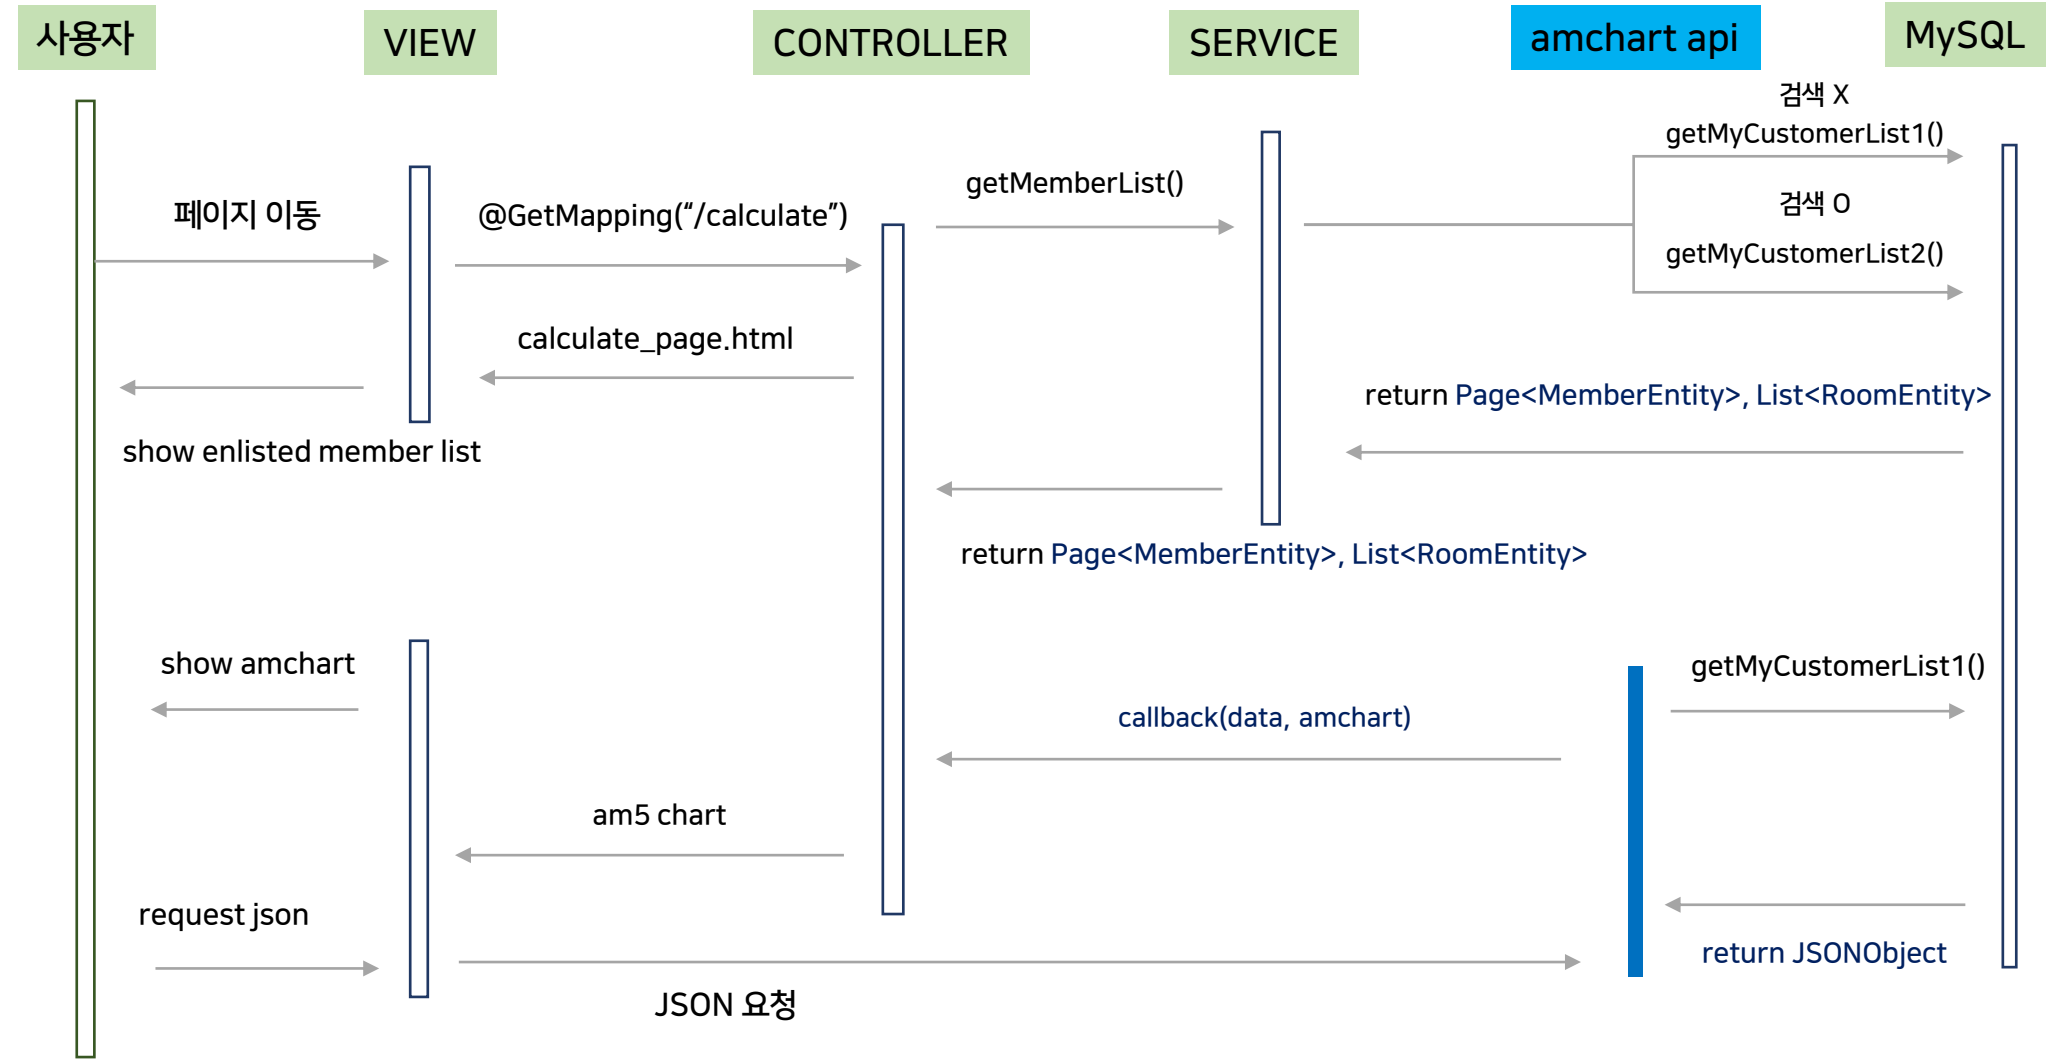 사용자
VIEW
CONTROLLER
SERVICE
amchart api
MySQL
검색 X
getMyCustomerList1()
getMemberList()
페이지 이동
@GetMapping(“/calculate”)
검색 O
getMyCustomerList2()
calculate_page.html
return Page<MemberEntity>, List<RoomEntity>
show enlisted member list
return Page<MemberEntity>, List<RoomEntity>
show amchart
getMyCustomerList1()
callback(data, amchart)
am5 chart
request json
return JSONObject
JSON 요청